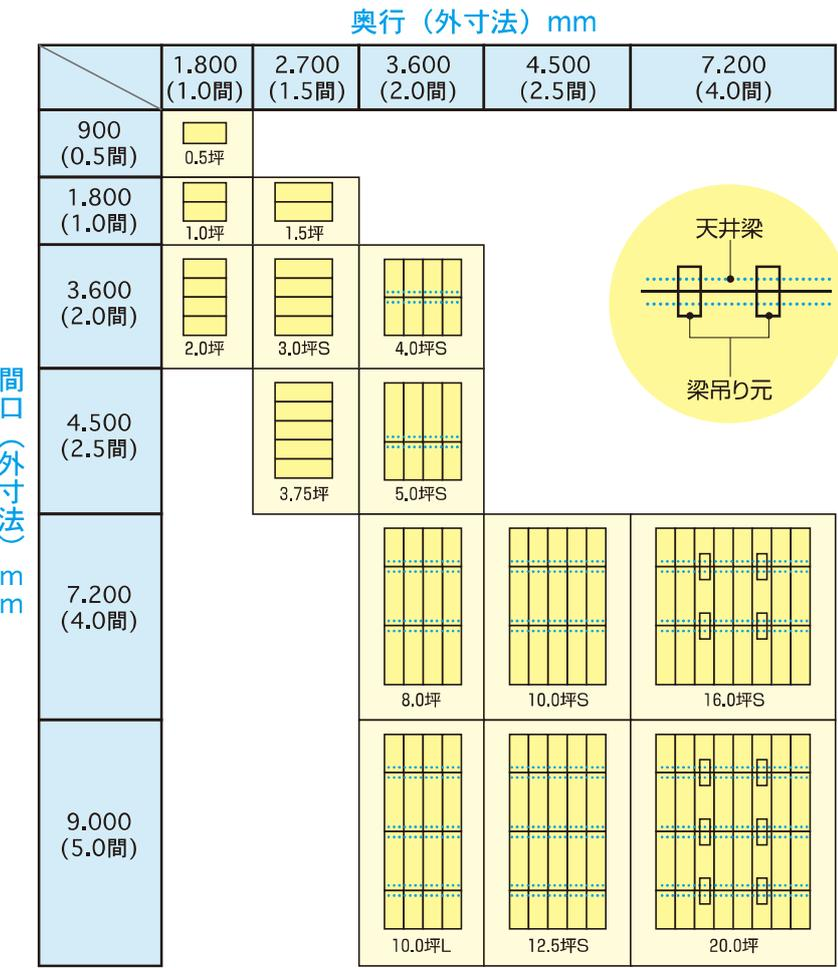 奥行（外寸法）mm
1.800 2.700 3.600 4.500 7.200
(1.0間) (1.5間) (2.0間) (2.5間) (4.0間)
間口（外寸法）mm
900
(0.5間)
0.5坪
1.800
(1.0間)
1.0坪 1.5坪
天井梁
梁吊り元
3.600
(2.0間)
2.0坪 3.0坪S 4.0坪S
4.500
(2.5間)
3.75坪 5.0坪S
7.200
(4.0間)
8.0坪 10.0坪S 16.0坪S
9.000
(5.0間)
10.0坪L 12.5坪S 20.0坪